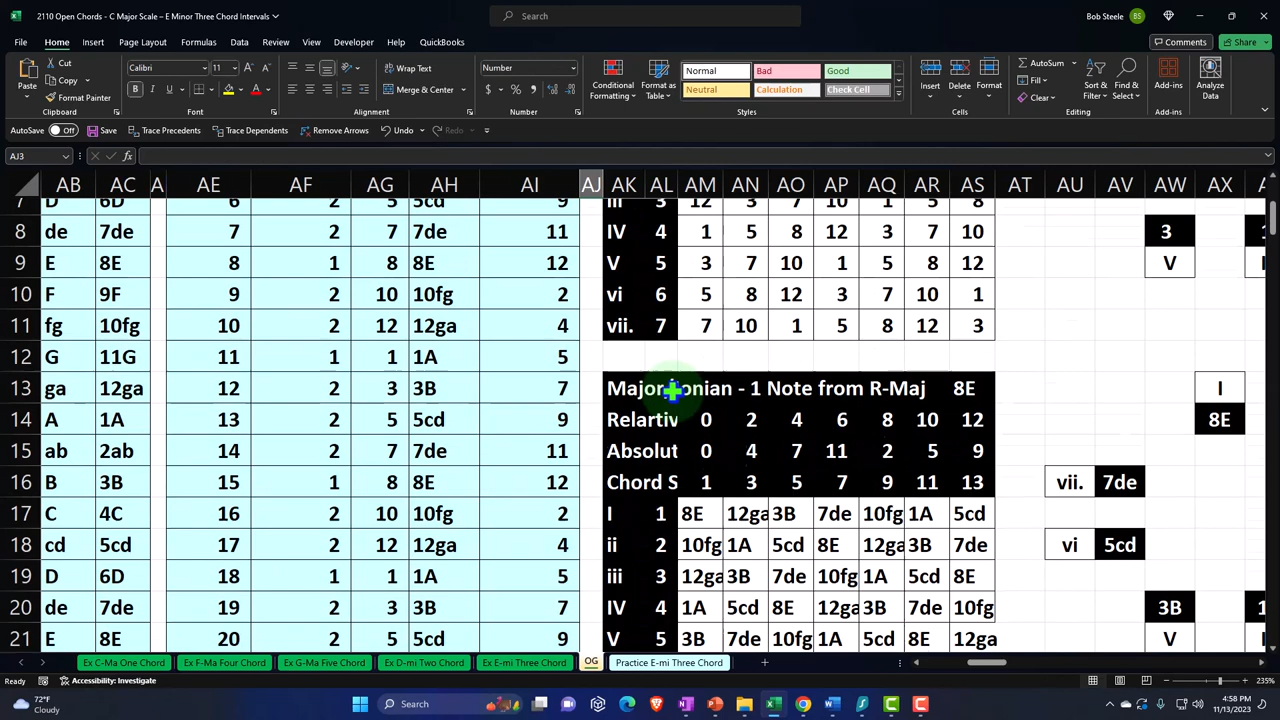 2110 Open Chords - C Major Scale – E Minor Three Chord Intervals
Search
Bob Steele
BS
File Home Insert Page Layout Formulas Data Review View Developer Help QuickBooks
Comments
Share
Paste
Cut
Copy
Format Painter
Clipboard
Calibri
11
B I U
Font
Wrap Text
Merge & Center
Alignment
Number
$ % ,
Number
Conditional Formatting
Format as Table
Normal Bad Good
Neutral Calculation Check Cell
Styles
Insert Delete Format
Cells
AutoSum
Fill
Clear
Sort & Filter
Find & Select
Editing
Add-ins
Add-ins
Analyze Data
AutoSave Off Save Trace Precedents Trace Dependents Remove Arrows Undo Redo
AJ3
fx
AB AC A AE AF AG AH AI AJ AK AL AM AN AO AP AQ AR AS AT AU AV AW AX
7 D 6D 6 2 5 5cd 9 iii 3 12 3 7 10 1 5 8
8 de 7de 7 2 7 7de 11 IV 4 1 5 8 12 3 7 10 3
9 E 8E 8 1 8 8E 12 V 5 3 7 10 1 5 8 12 V
10 F 9F 9 2 10 10fg 2 vi 6 5 8 12 3 7 10 1
11 fg 10fg 10 2 12 12ga 4 vii. 7 7 10 1 5 8 12 3
12 G 11G 11 1 1 1A 5
13 ga 12ga 12 2 3 3B 7 Major Ionian - 1 Note from R-Maj 8E I
14 A 1A 13 2 5 5cd 9 Relartiv 0 2 4 6 8 10 12 8E
15 ab 2ab 14 2 7 7de 11 Absolut 0 4 7 11 2 5 9
16 B 3B 15 1 8 8E 12 Chord S 1 3 5 7 9 11 13 vii. 7de
17 C 4C 16 2 10 10fg 2 I 1 8E 12ga 3B 7de 10fg 1A 5cd
18 cd 5cd 17 2 12 12ga 4 ii 2 10fg 1A 5cd 8E 12ga 3B 7de vi 5cd
19 D 6D 18 1 1 1A 5 iii 3 12ga 3B 7de 10fg 1A 5cd 8E
20 de 7de 19 2 3 3B 7 IV 4 1A 5cd 8E 12ga 3B 7de 10fg 3B
21 E 8E 20 2 5 5cd 9 V 5 3B 7de 10fg 1A 5cd 8E 12ga V
Ex C-Ma One Chord Ex F-Ma Four Chord Ex G-Ma Five Chord Ex D-mi Two Chord Ex E-mi Three Chord OG Practice E-mi Three Chord
Ready Accessibility: Investigate
235%
72°F
Cloudy
Search
4:58 PM
11/13/2023